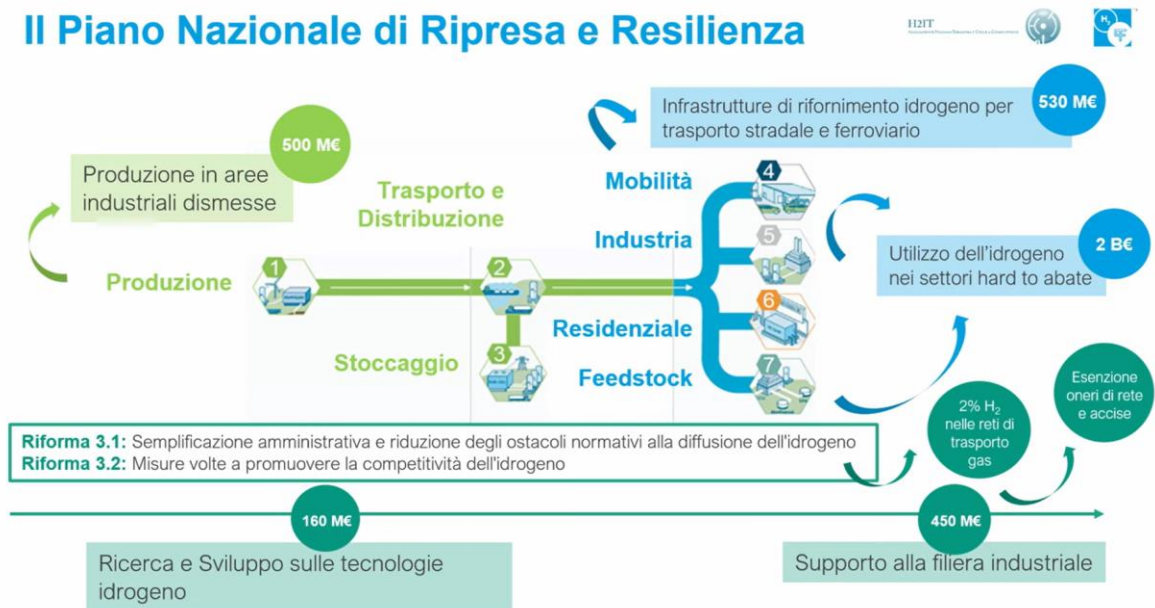 Il Piano Nazionale di Ripresa e Resilienza
H2IT
500 M€
Produzione in aree
industriali dismesse
Infrastrutture di rifornimento idrogeno per
trasporto stradale e ferroviario
530 M€
Trasporto e
Distribuzione
Mobilità
4
Industria
5
Utilizzo dell'idrogeno
nei settori hard to abate
2 B€
Produzione
1
2
6
Residenziale
Stoccaggio
3
Feedstock
7
Esenzione
oneri di rete
e accise
2% H₂
nelle reti di
trasporto
gas
Riforma 3.1: Semplificazione amministrativa e riduzione degli ostacoli normativi alla diffusione dell'idrogeno
Riforma 3.2: Misure volte a promuovere la competitività dell'idrogeno
160 M€
450 M€
Ricerca e Sviluppo sulle tecnologie
idrogeno
Supporto alla filiera industriale